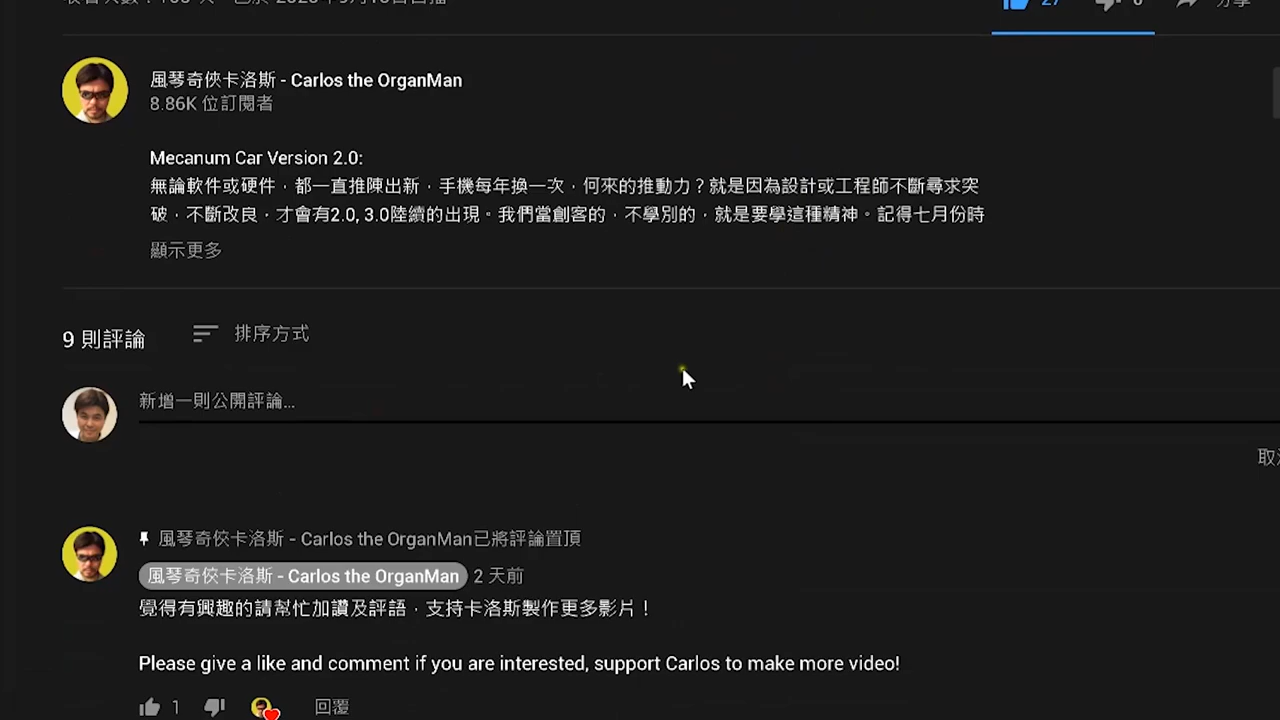 27
6
分享
風琴奇俠卡洛斯 - Carlos the OrganMan
8.86K 位訂閱者
Mecanum Car Version 2.0:
無論軟件或硬件，都一直推陳出新，手機每年換一次，何來的推動力？就是因為設計或工程師不斷尋求突
破，不斷改良，才會有2.0, 3.0陸續的出現。我們當創客的，不學別的，就是要學這種精神。記得七月份時
顯示更多
9 則評論
排序方式
新增一則公開評論...
取
風琴奇俠卡洛斯 - Carlos the OrganMan已將評論置頂
風琴奇俠卡洛斯 - Carlos the OrganMan 2 天前
覺得有興趣的請幫忙加讚及評語，支持卡洛斯製作更多影片！
Please give a like and comment if you are interested, support Carlos to make more video!
1
回覆